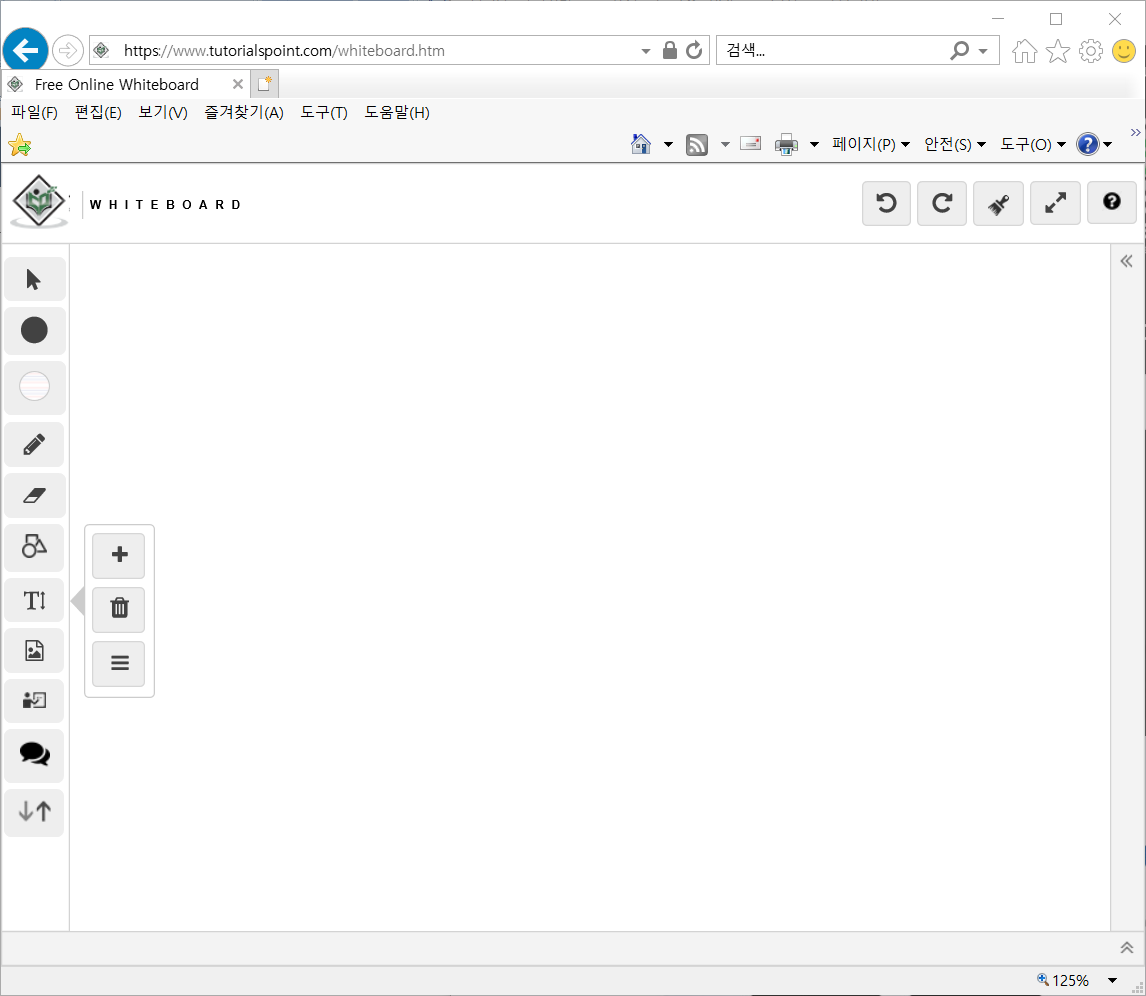 https://www.tutorialspoint.com/whiteboard.htm
검색...
Free Online Whiteboard
파일(F) 편집(E) 보기(V) 즐겨찾기(A) 도구(T) 도움말(H)
페이지(P) 안전(S) 도구(O)
WHITEBOARD
125%